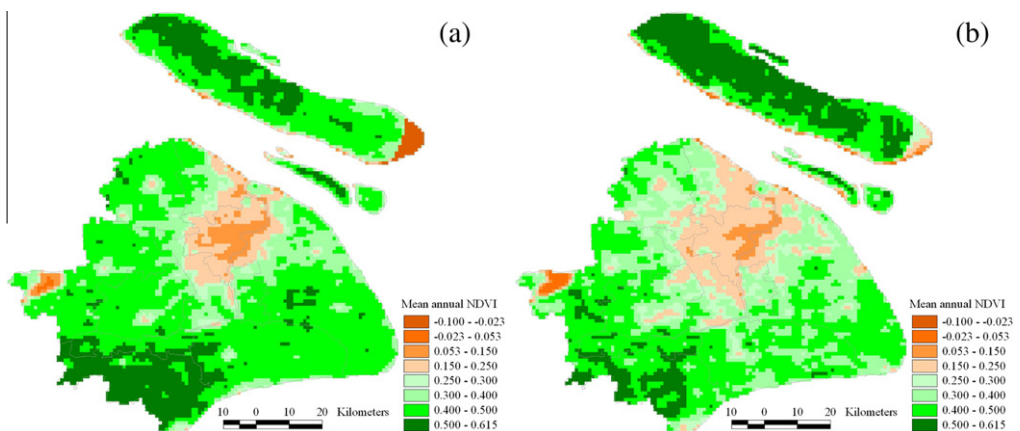 (a)
(b)
Mean annual NDVI
-0.100 - -0.023
-0.023 - 0.053
0.053 - 0.150
0.150 - 0.250
0.250 - 0.300
0.300 - 0.400
0.400 - 0.500
0.500 - 0.615
10 0 10 20 Kilometers
Mean annual NDVI
-0.100 - -0.023
-0.023 - 0.053
0.053 - 0.150
0.150 - 0.250
0.250 - 0.300
0.300 - 0.400
0.400 - 0.500
0.500 - 0.615
10 0 10 20 Kilometers